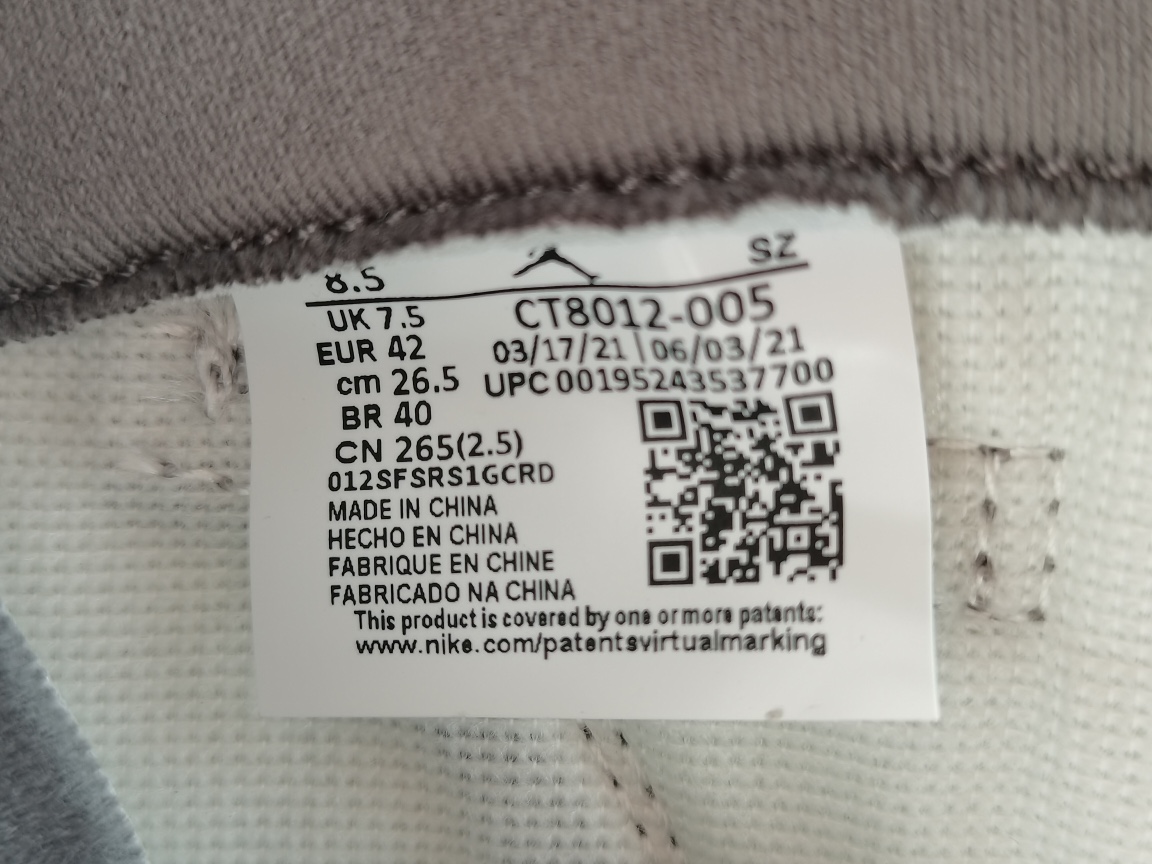 8.5 SZ
UK 7.5 CT8012-005
EUR 42 03/17/21 \ 06/03/21
cm 26.5 UPC 00195243537700
BR 40
CN 265(2.5)
012SFSRS1GCRD
MADE IN CHINA
HECHO EN CHINA
FABRIQUE EN CHINE
FABRICADO NA CHINA
This product is covered by one or more patents:
www.nike.com/patentsvirtualmarking